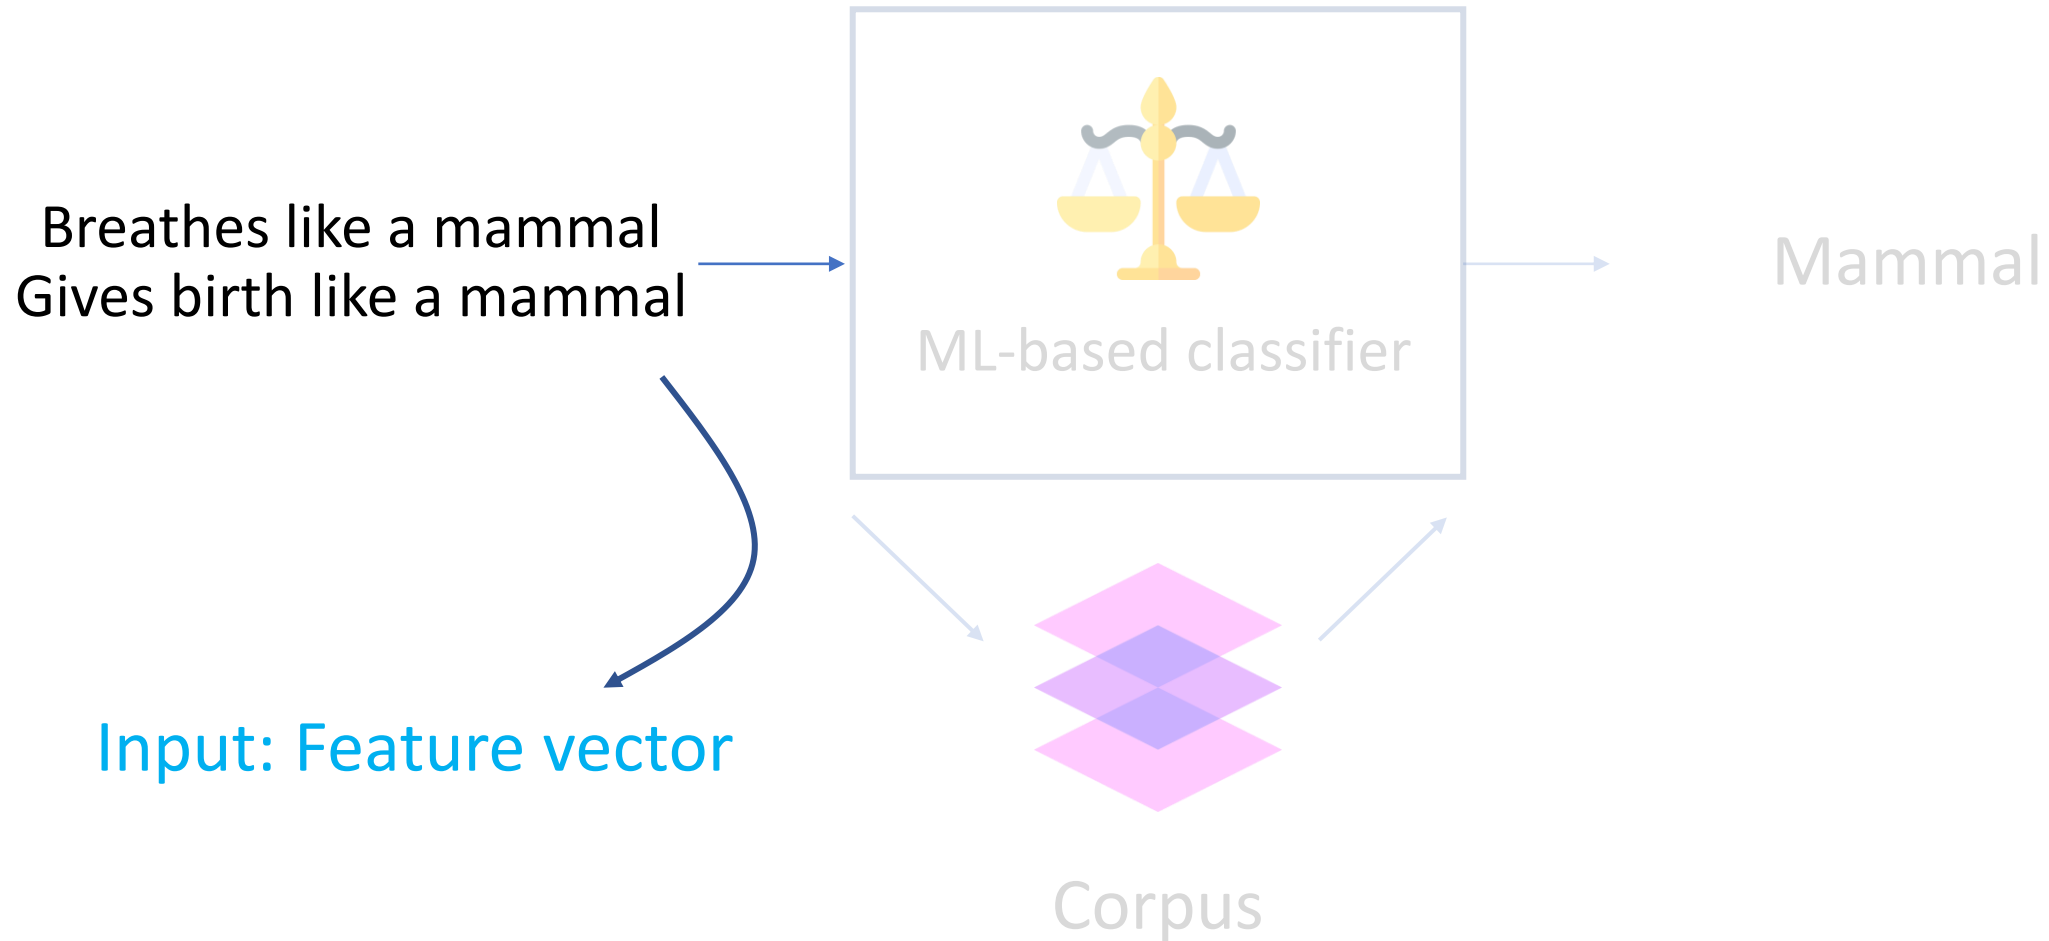 Breathes like a mammal
Gives birth like a mammal
ML-based classifier
Mammal
Input: Feature vector
Corpus